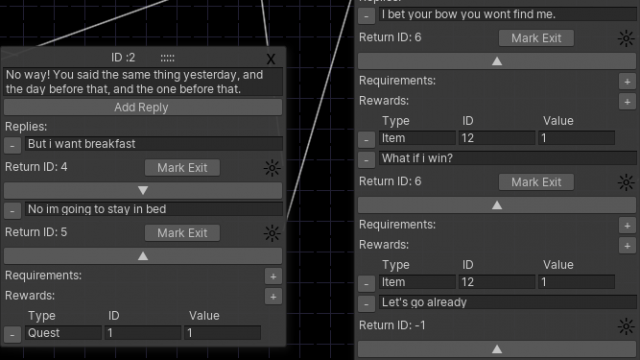 ID :2 ::::: X
No way! You said the same thing yesterday, and
the day before that, and the one before that.
Add Reply
Replies:
- But i want breakfast
Return ID: 4 Mark Exit
▼
- No im going to stay in bed
Return ID: 5 Mark Exit
▲
Requirements: +
Rewards: +
Type ID Value
- Quest 1 1
Replies:
- I bet your bow you wont find me.
Return ID: 6 Mark Exit
▲
Requirements: +
Rewards: +
Type ID Value
- Item 12 1
- What if i win?
Return ID: 6 Mark Exit
▲
Requirements: +
Rewards: +
Type ID Value
- Item 12 1
- Let's go already
Return ID: -1
▲